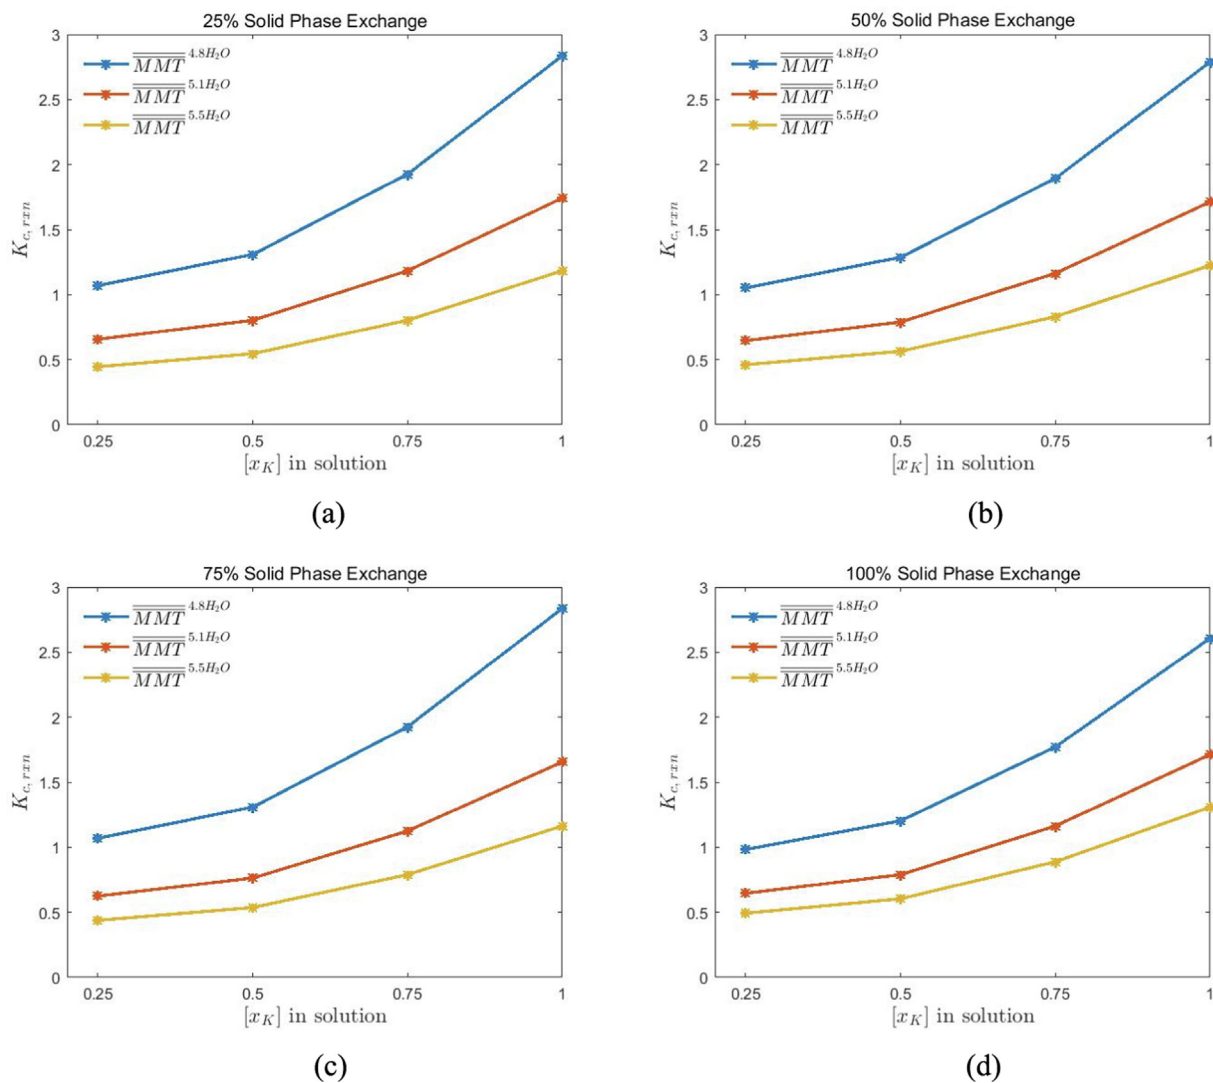 25% Solid Phase Exchange
3
2.5
2
1.5
1
0.5
0
MMT 4.8H₂O
MMT 5.1H₂O
MMT 5.5H₂O
K_{c,rxn}
0.25 0.5 0.75 1
[x_K] in solution
(a)
50% Solid Phase Exchange
3
2.5
2
1.5
1
0.5
0
MMT 4.8H₂O
MMT 5.1H₂O
MMT 5.5H₂O
K_{c,rxn}
0.25 0.5 0.75 1
[x_K] in solution
(b)
75% Solid Phase Exchange
3
2.5
2
1.5
1
0.5
0
MMT 4.8H₂O
MMT 5.1H₂O
MMT 5.5H₂O
K_{c,rxn}
0.25 0.5 0.75 1
[x_K] in solution
(c)
100% Solid Phase Exchange
3
2.5
2
1.5
1
0.5
0
MMT 4.8H₂O
MMT 5.1H₂O
MMT 5.5H₂O
K_{c,rxn}
0.25 0.5 0.75 1
[x_K] in solution
(d)